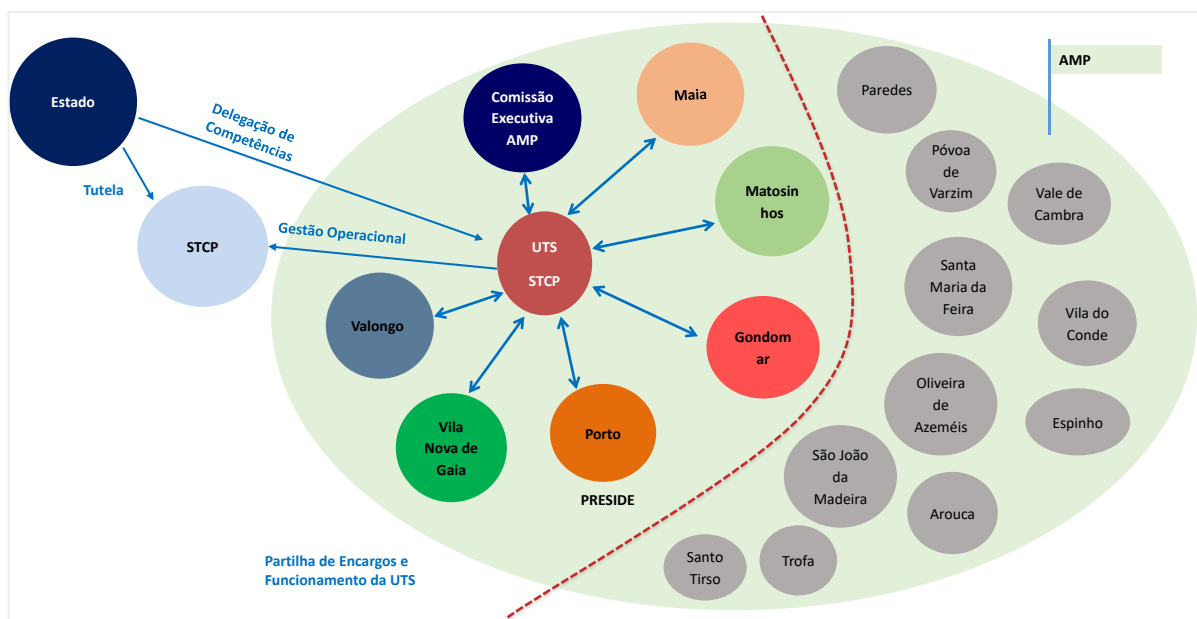 Estado
Delegação de
Competências
Tutela
STCP
Gestão Operacional
Comissão
Executiva
AMP
Maia
Matosin
hos
UTS
STCP
Valongo
Gondom
ar
Vila
Nova de
Gaia
Porto
PRESIDE
Partilha de Encargos e
Funcionamento da UTS
AMP
Paredes
Póvoa
de
Varzim
Vale de
Cambra
Santa
Maria da
Feira
Vila do
Conde
Oliveira
de
Azeméis
Espinho
São João
da
Madeira
Arouca
Santo
Tirso
Trofa